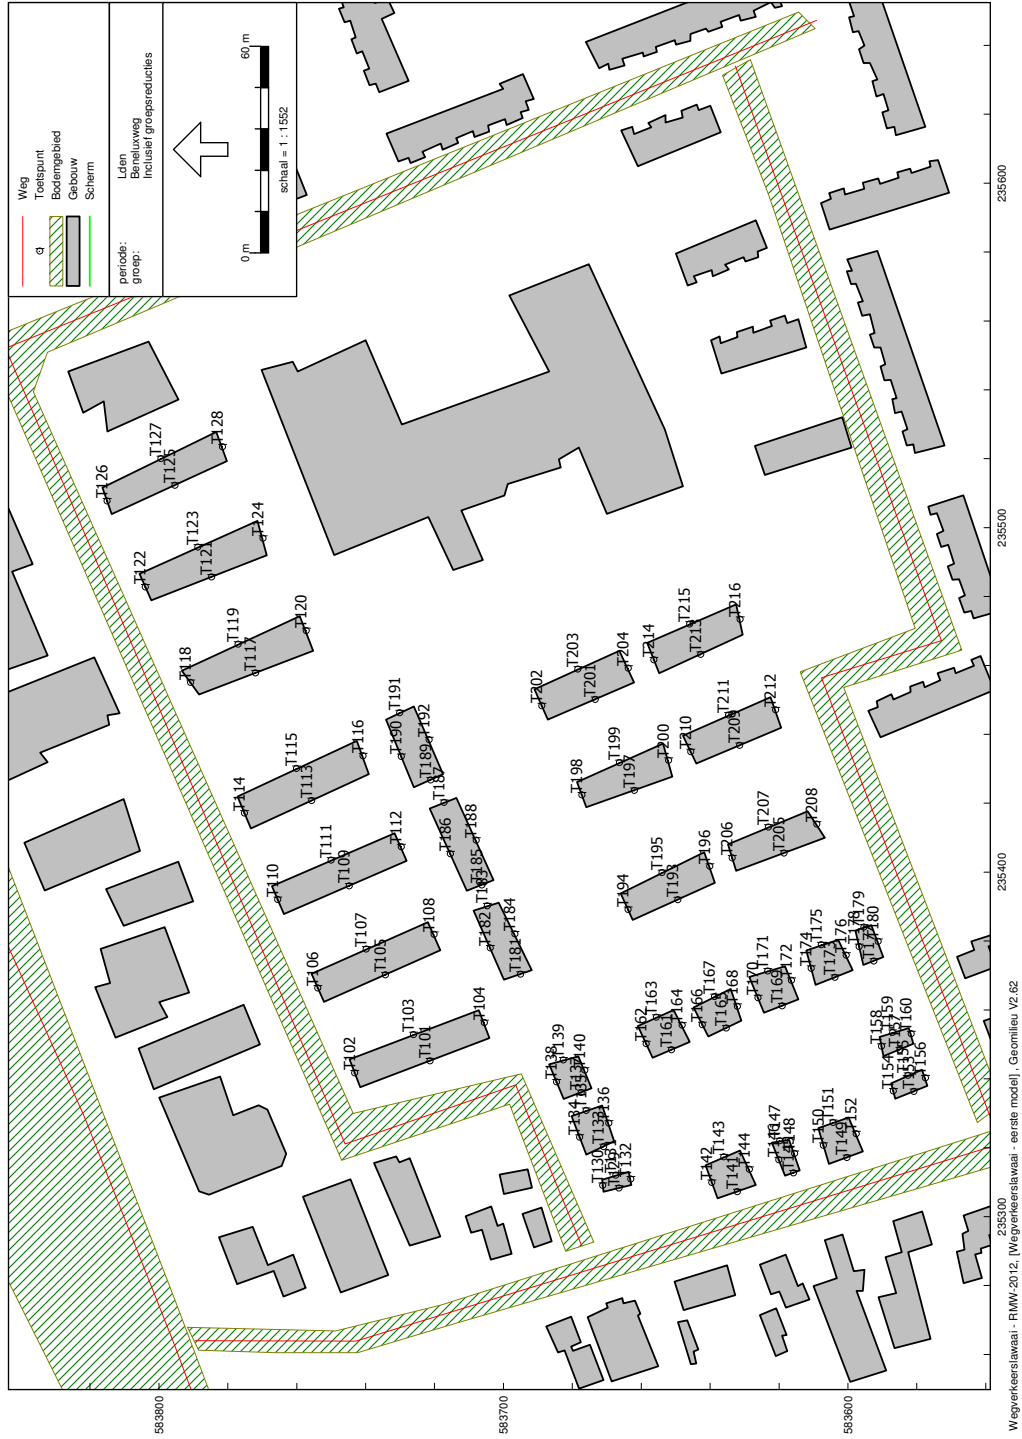 Weg
Toetspunt
Bodemgebied
Gebouw
Scherm
periode: Lden
groep: Beneluxweg
Inclusief groepsreducties
0 m 60 m
schaal = 1 : 1552
T126
T127
T125
T128
T122
T123
T121
T124
T118
T119
T117
T120
T114
T115
T113
T116
T110
T111
T109
T112
T106
T107
T105
T108
T102
T103
T101
T104
T191
T190
T192
T189
T187
T186
T188
T185
T183
T182
T184
T181
T202
T203
T201
T204
T214
T215
T213
T216
T198
T199
T197
T200
T210
T211
T209
T212
T194
T195
T193
T196
T206
T207
T205
T208
T162
T163
T161
T164
T166
T167
T165
T168
T170
T171
T169
T172
T174
T175
T173
T176
T179
T180
T138
T139
T140
T134
T136
T130
T132
T142
T143
T141
T144
T147
T148
T150
T151
T149
T152
T158
T159
T160
T154
T156
583800
583700
583600
235300
235400
235500
235600
Wegverkeerslawaai - RMW-2012, [Wegverkeerslawaai - eerste model] , Geomilieu V2.62